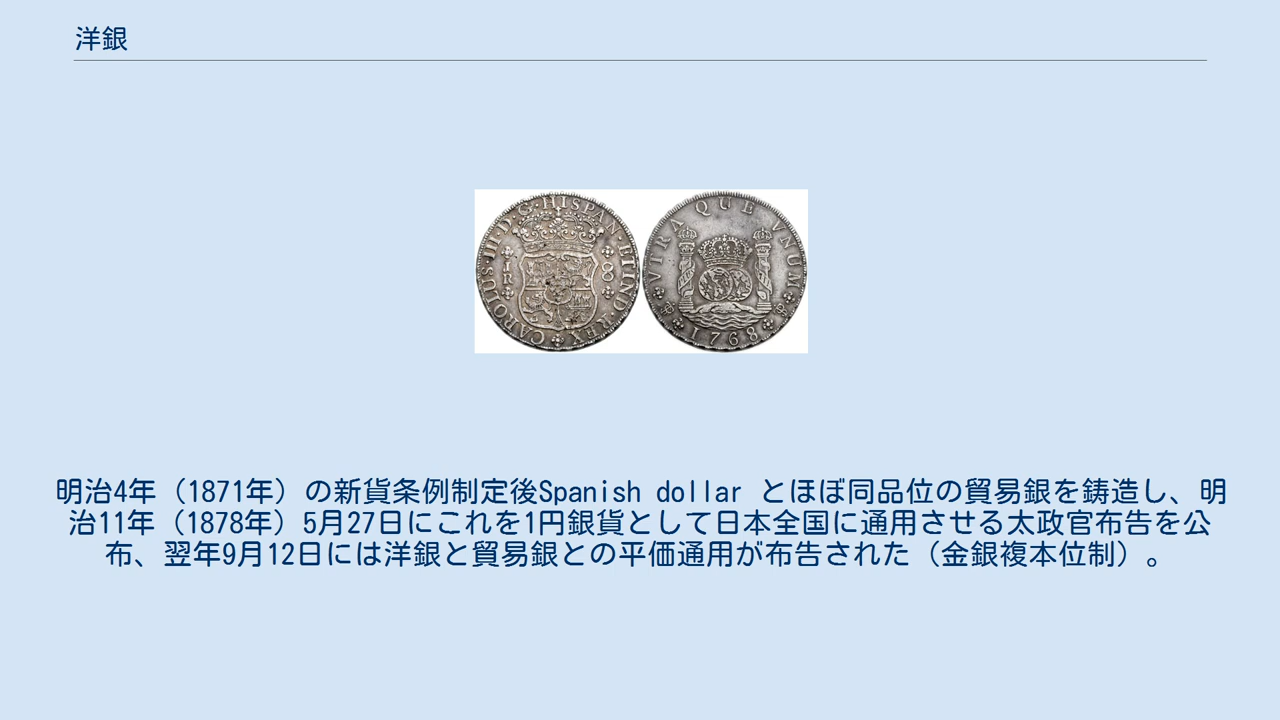 洋銀
CAROLUS·III·D·G·HISPAN·ETIND·REX
JR
8
VTRA QUE VNUM
1768
明治4年（1871年）の新貨条例制定後Spanish dollar とほぼ同品位の貿易銀を鋳造し、明
治11年（1878年）5月27日にこれを1円銀貨として日本全国に通用させる太政官布告を公
布、翌年9月12日には洋銀と貿易銀との平価通用が布告された（金銀複本位制）。